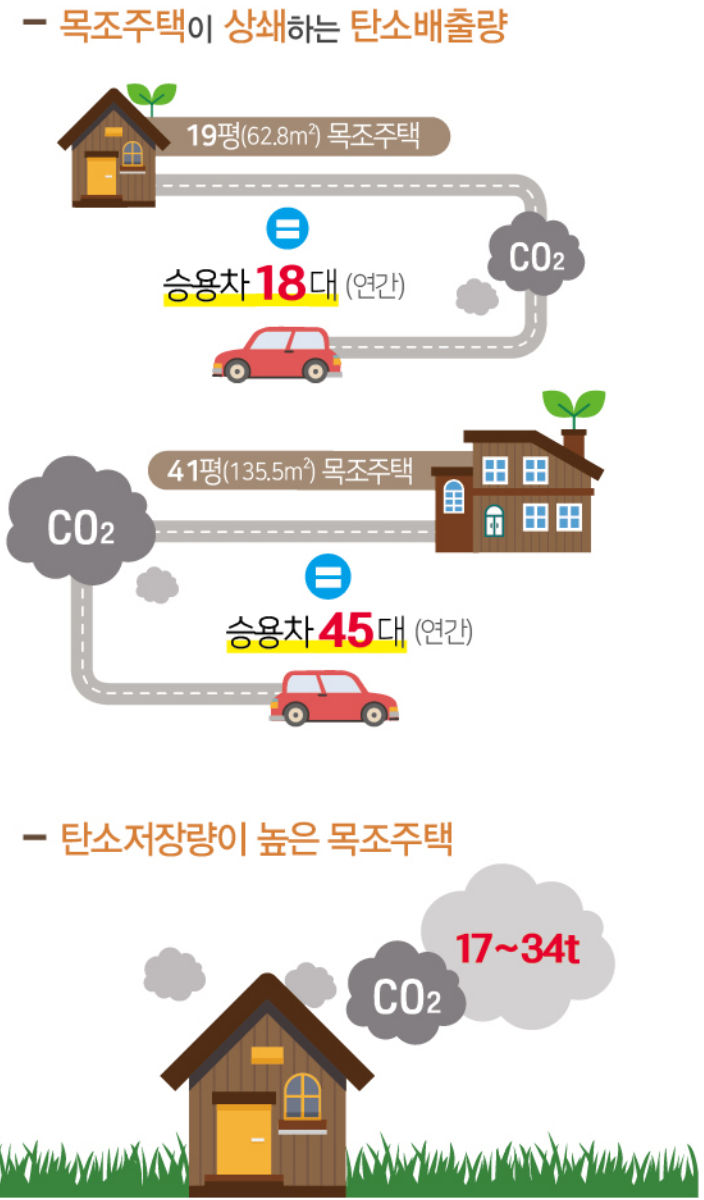 - 목조주택이 상쇄하는 탄소배출량
19평(62.8m²) 목조주택
CO₂
승용차 18대 (연간)
41평(135.5m²) 목조주택
CO₂
승용차 45대 (연간)
- 탄소저장량이 높은 목조주택
17~34t
CO₂